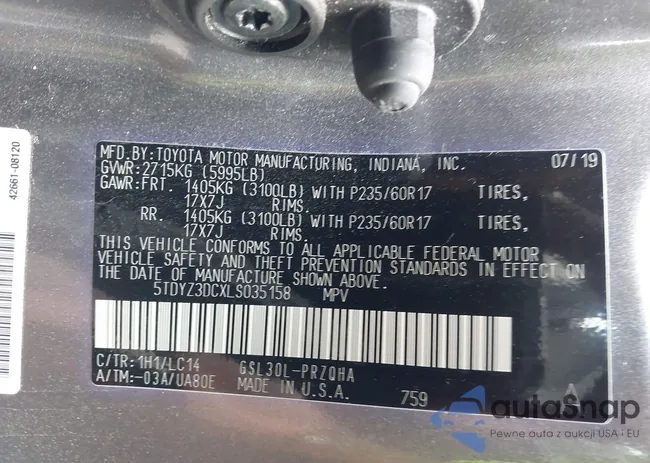 MFD.BY: TOYOTA MOTOR MANUFACTURING, INDIANA, INC. 07/19
GVWR: 2715KG (5995LB)
GAWR: FRT. 1405KG (3100LB) WITH P235/60R17 TIRES,
17X7J RIMS.
RR. 1405KG (3100LB) WITH P235/60R17 TIRES,
17X7J RIMS.
THIS VEHICLE CONFORMS TO ALL APPLICABLE FEDERAL MOTOR
VEHICLE SAFETY AND THEFT PREVENTION STANDARDS IN EFFECT ON
THE DATE OF MANUFACTURE SHOWN ABOVE.
5TDYZ3DCXLS035158 MPV
C/TR: 1H1/LC14 GSL30L-PRZQHA
A/TM: -03A/UA80E MADE IN U.S.A. 759 A
42661-08120
autoSnap
Pewne auta z aukcji USA i EU